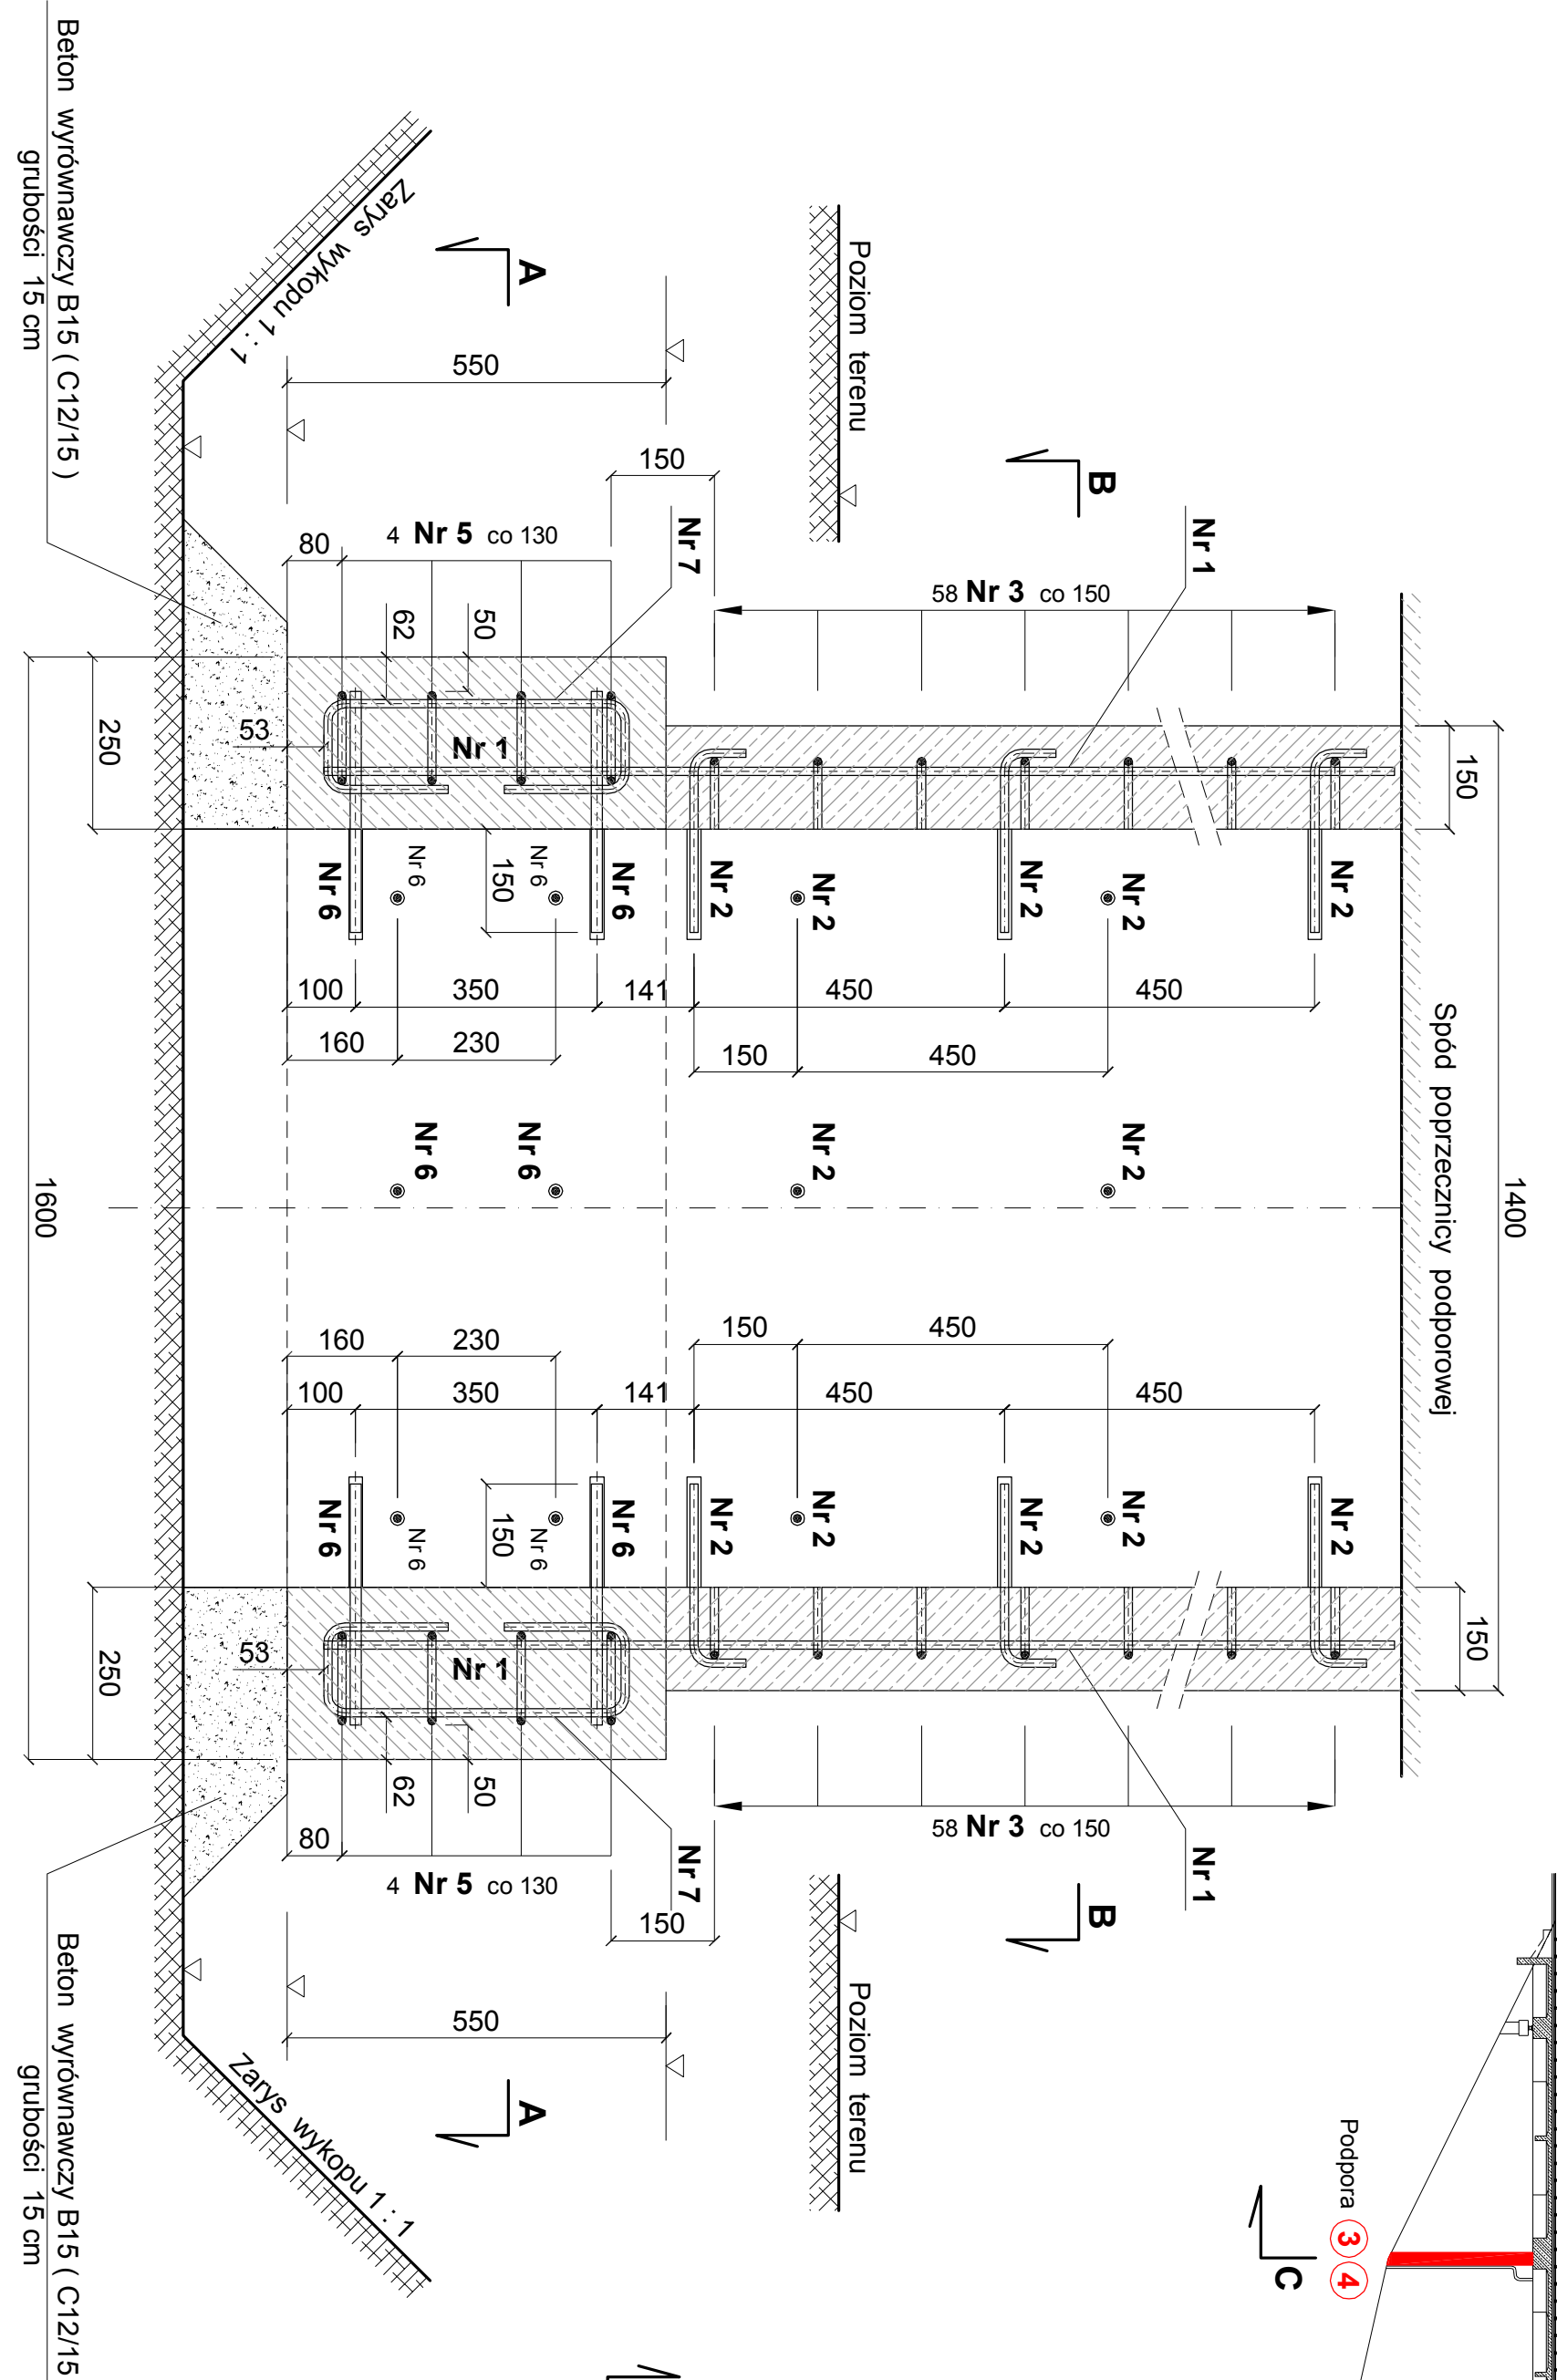 1400
Spód poprzecznicy podporowej
150
150
Nr 1
Nr 1
58 Nr 3 co 150
58 Nr 3 co 150
B
B
Nr 2
Nr 2
Nr 2
Nr 2
Nr 2
Nr 2
Nr 2
Nr 2
Nr 2
Nr 2
Nr 2
Nr 2
450
450
450
450
150
450
150
450
141
141
Poziom terenu
Poziom terenu
150
150
Nr 7
Nr 7
A
A
550
550
4 Nr 5 co 130
4 Nr 5 co 130
80
80
62
50
62
50
53
53
Nr 1
Nr 1
Nr 6
Nr 6
Nr 6
Nr 6
Nr 6
Nr 6
Nr 6
Nr 6
Nr 6
Nr 6
150
150
100
350
100
350
160
230
160
230
Zarys wykopu 1 : 1
Zarys wykopu 1 : 1
250
250
1600
Beton wyrównawczy B15 ( C12/15 )
grubości 15 cm
Beton wyrównawczy B15 ( C12/15
grubości 15 cm
Podpora 3 4
C